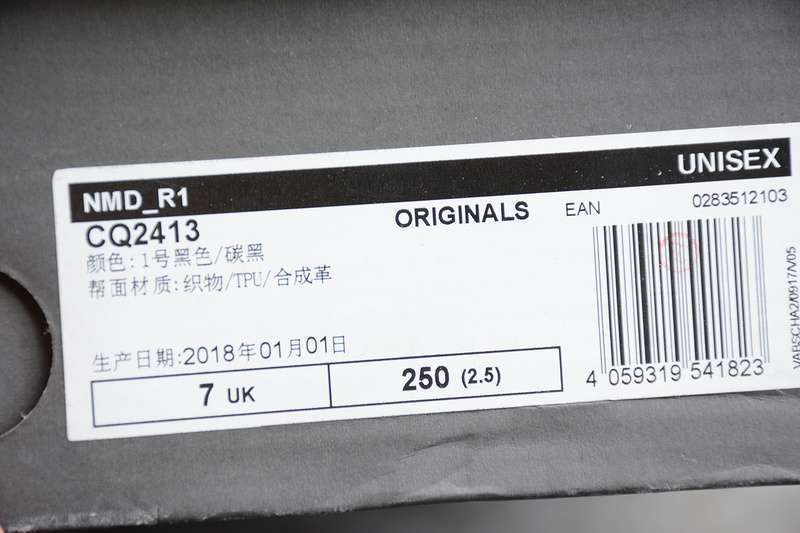 NMD_R1
UNISEX
CQ2413
ORIGINALS
EAN
0283512103
颜色:1号黑色/碳黑
帮面材质:织物/TPU/合成革
生产日期:2018年01月01日
7 UK
250 (2.5)
4 059319 541823
VABSCHA2/0917/V05